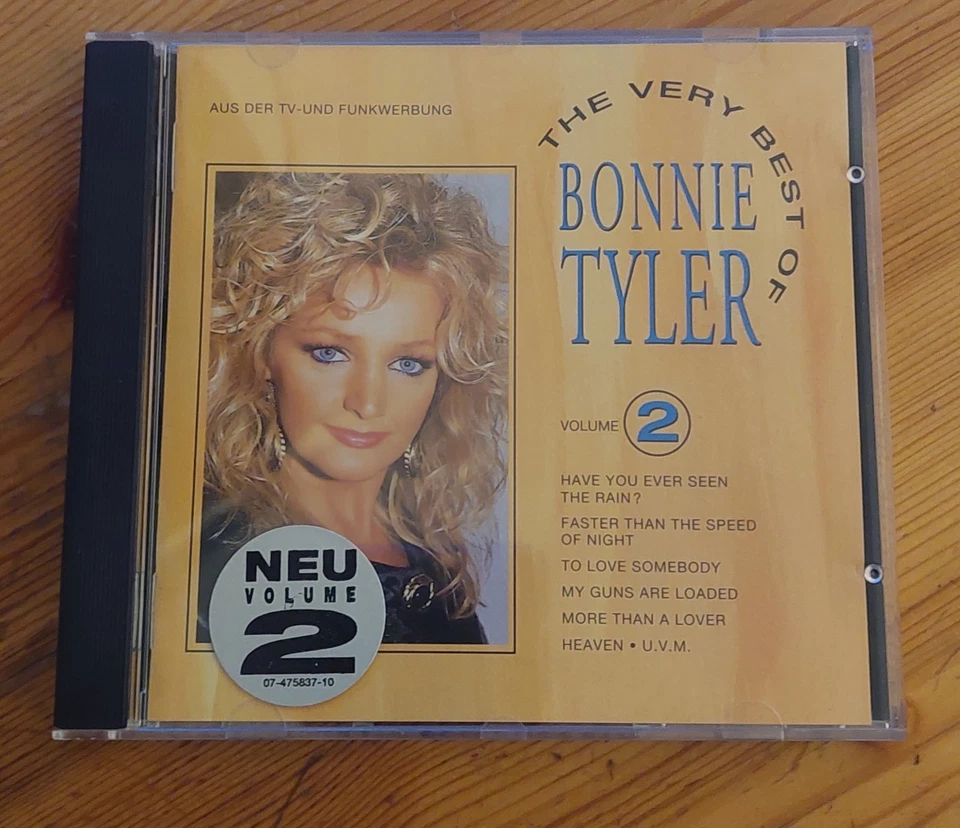 AUS DER TV-UND FUNKWERBUNG
THE VERY BEST OF
BONNIE
TYLER
VOLUME 2
HAVE YOU EVER SEEN
THE RAIN?
FASTER THAN THE SPEED
OF NIGHT
TO LOVE SOMEBODY
MY GUNS ARE LOADED
MORE THAN A LOVER
HEAVEN • U.V.M.
NEU
VOLUME
2
07-475837-10